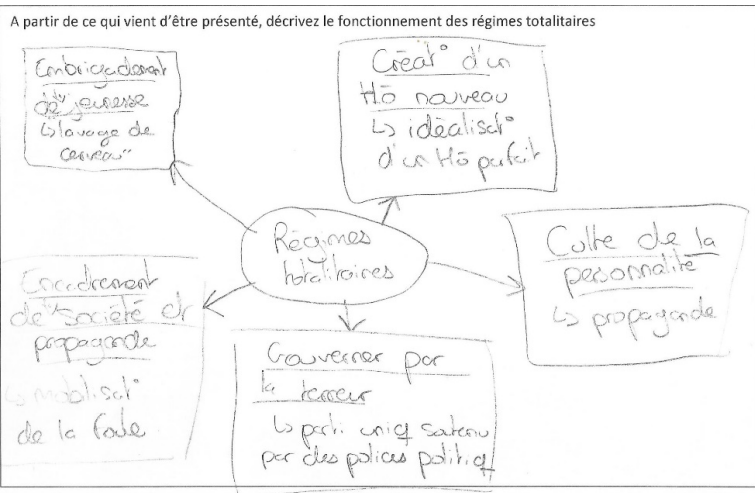 A partir de ce qui vient d'être présenté, décrivez le fonctionnement des régimes totalitaires
Embrigadement
de la jeunesse
↳ "lavage de
cerveau"
Créat° d'un
Hō nouveau
↳ idéalisat°
d'un Hō parfait
Régimes
totalitaires
Culte de la
personnalité
↳ propagande
Encadrement
de la société et
propagande
↳ mobilisat°
de la foule
Gouverner par
la terreur
↳ parti uniq soutenu
par des polices politiq